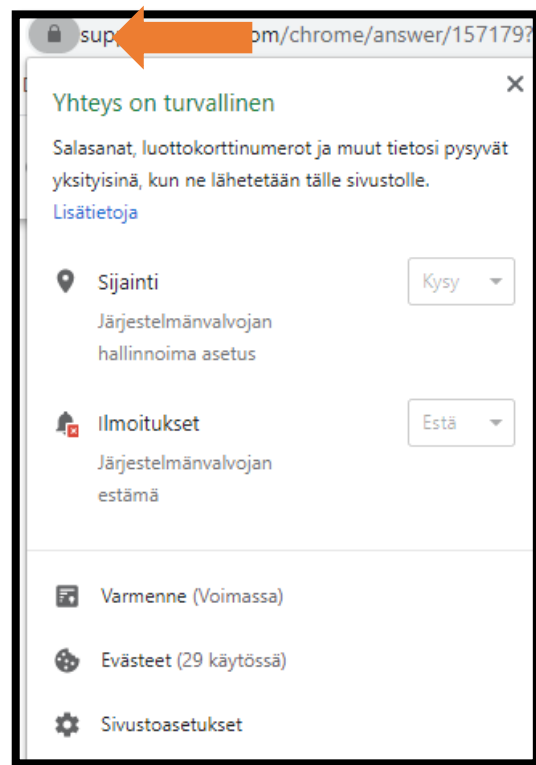 om/chrome/answer/157179?
Yhteys on turvallinen
Salasanat, luottokorttinumerot ja muut tietosi pysyvät
yksityisinä, kun ne lähetetään tälle sivustolle.
Lisätietoja
Sijainti Kysy
Järjestelmänvalvojan
hallinnoima asetus
Ilmoitukset Estä
Järjestelmänvalvojan
estämä
Varmenne (Voimassa)
Evästeet (29 käytössä)
Sivustoasetukset